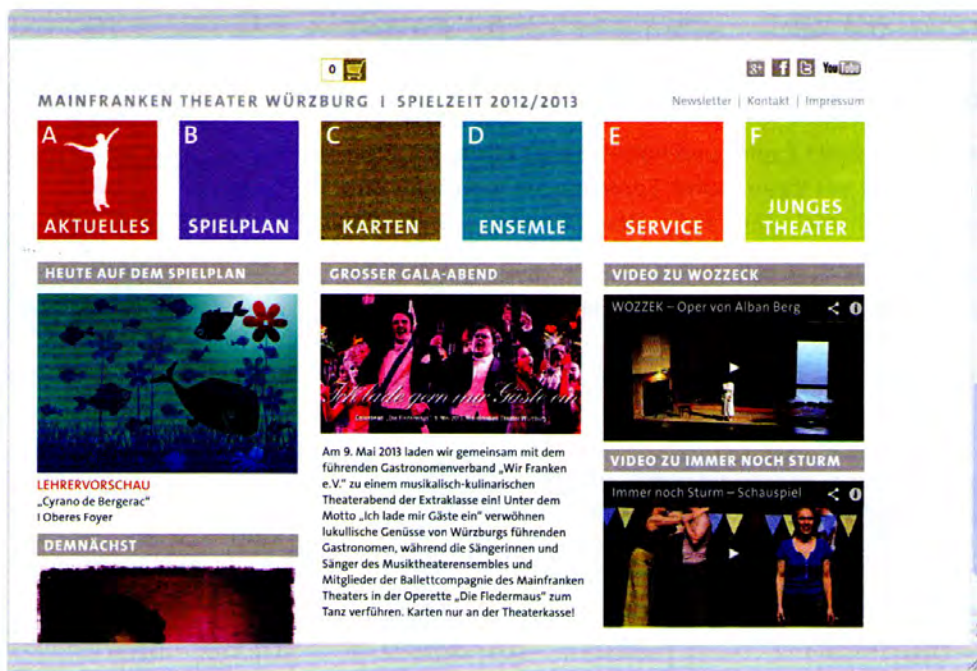 0
g+ f t YouTube
MAINFRANKEN THEATER WÜRZBURG | SPIELZEIT 2012/2013
Newsletter | Kontakt | Impressum
A
AKTUELLES
B
SPIELPLAN
C
KARTEN
D
ENSEMLE
E
SERVICE
F
JUNGES
THEATER
HEUTE AUF DEM SPIELPLAN
LEHRERVORSCHAU
„Cyrano de Bergerac“
I Oberes Foyer
DEMNÄCHST
GROSSER GALA-ABEND
Ich lade gern mir Gäste ein
Am 9. Mai 2013 laden wir gemeinsam mit dem
führenden Gastronomenverband „Wir Franken
e.V.“ zu einem musikalisch-kulinarischen
Theaterabend der Extraklasse ein! Unter dem
Motto „Ich lade mir Gäste ein“ verwöhnen
lukullische Genüsse von Würzburgs führenden
Gastronomen, während die Sängerinnen und
Sänger des Musiktheaterensembles und
Mitglieder der Ballettcompagnie des Mainfranken
Theaters in der Operette „Die Fledermaus“ zum
Tanz verführen. Karten nur an der Theaterkasse!
VIDEO ZU WOZZECK
WOZZEK – Oper von Alban Berg
VIDEO ZU IMMER NOCH STURM
Immer noch Sturm – Schauspiel